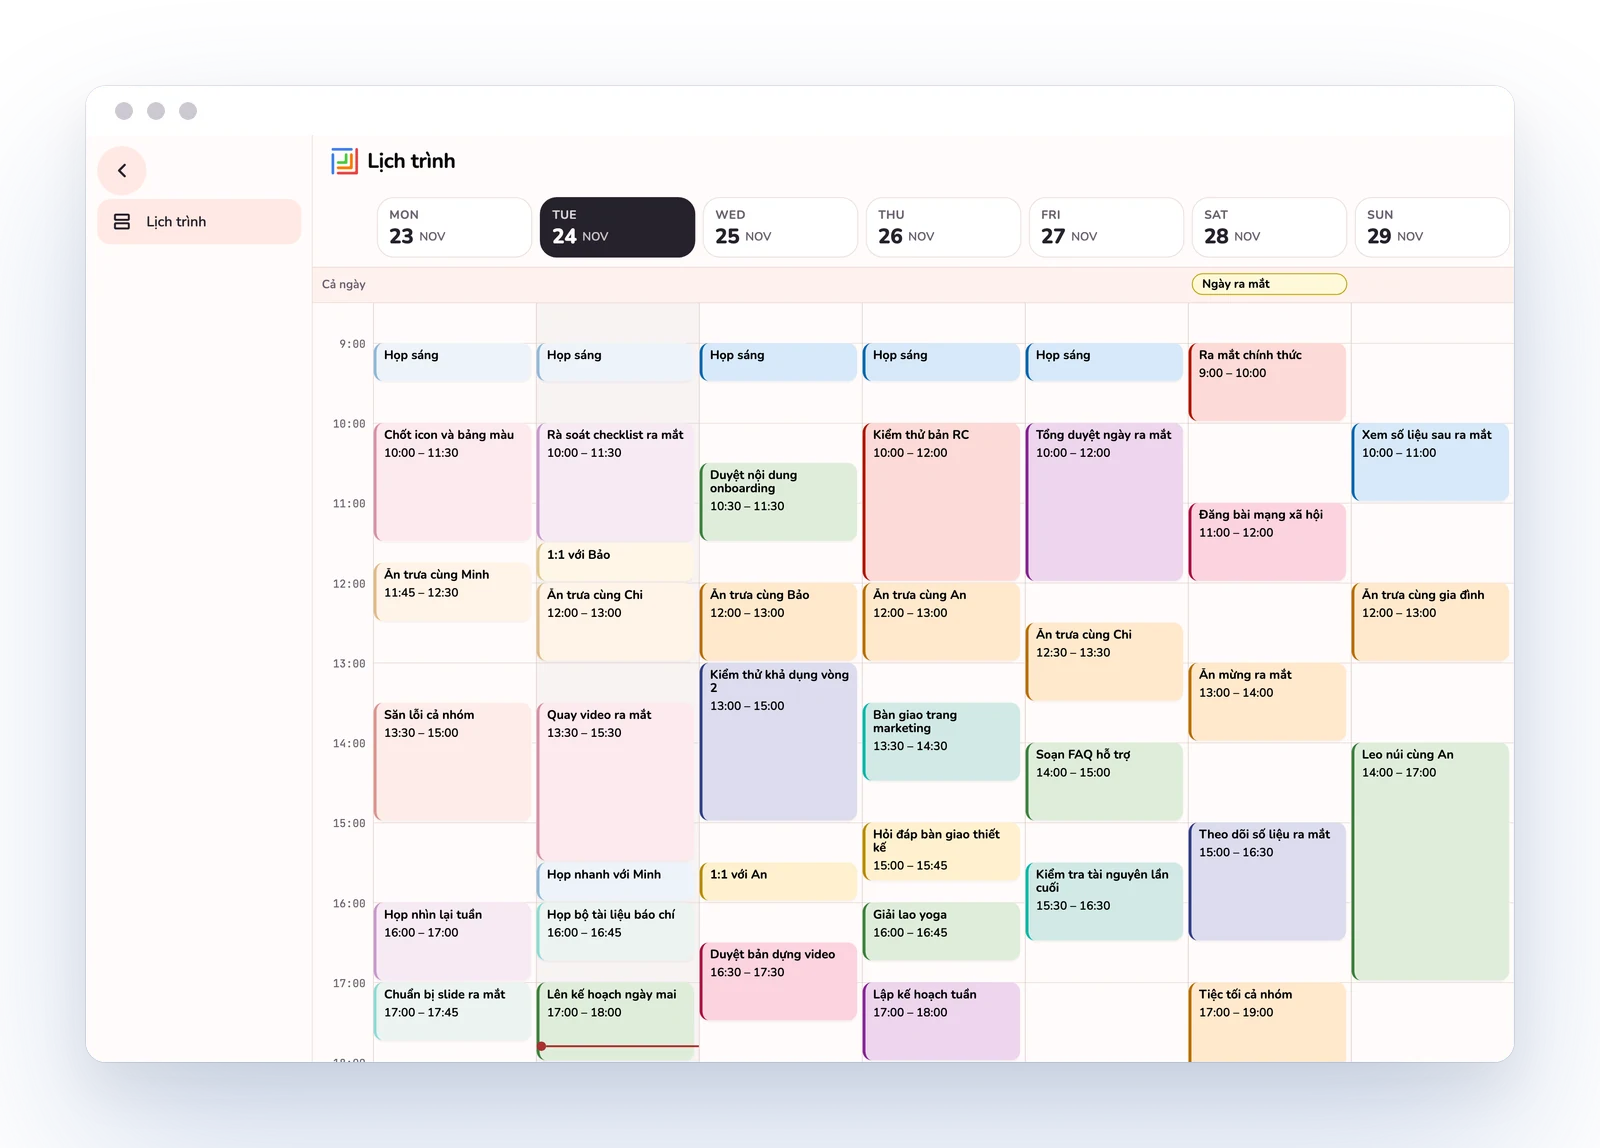 Lịch trình
Lịch trình
MON
23 NOV
TUE
24 NOV
WED
25 NOV
THU
26 NOV
FRI
27 NOV
SAT
28 NOV
SUN
29 NOV
Cả ngày
Ngày ra mắt
9:00
10:00
11:00
12:00
13:00
14:00
15:00
16:00
17:00
18:00
Họp sáng
Chốt icon và bảng màu
10:00 – 11:30
Ăn trưa cùng Minh
11:45 – 12:30
Săn lỗi cả nhóm
13:30 – 15:00
Họp nhìn lại tuần
16:00 – 17:00
Chuẩn bị slide ra mắt
17:00 – 17:45
Họp sáng
Rà soát checklist ra mắt
10:00 – 11:30
1:1 với Bảo
Ăn trưa cùng Chi
12:00 – 13:00
Quay video ra mắt
13:30 – 15:30
Họp nhanh với Minh
Họp bộ tài liệu báo chí
16:00 – 16:45
Lên kế hoạch ngày mai
17:00 – 18:00
Họp sáng
Duyệt nội dung
onboarding
10:30 – 11:30
Ăn trưa cùng Bảo
12:00 – 13:00
Kiểm thử khả dụng vòng
2
13:00 – 15:00
1:1 với An
Duyệt bản dựng video
16:30 – 17:30
Họp sáng
Kiểm thử bản RC
10:00 – 12:00
Ăn trưa cùng An
12:00 – 13:00
Bàn giao trang
marketing
13:30 – 14:30
Hỏi đáp bàn giao thiết
kế
15:00 – 15:45
Giải lao yoga
16:00 – 16:45
Lập kế hoạch tuần
17:00 – 18:00
Họp sáng
Tổng duyệt ngày ra mắt
10:00 – 12:00
Ăn trưa cùng Chi
12:30 – 13:30
Soạn FAQ hỗ trợ
14:00 – 15:00
Kiểm tra tài nguyên lần
cuối
15:30 – 16:30
Ra mắt chính thức
9:00 – 10:00
Đăng bài mạng xã hội
11:00 – 12:00
Ăn mừng ra mắt
13:00 – 14:00
Theo dõi số liệu ra mắt
15:00 – 16:30
Tiệc tối cả nhóm
17:00 – 19:00
Xem số liệu sau ra mắt
10:00 – 11:00
Ăn trưa cùng gia đình
12:00 – 13:00
Leo núi cùng An
14:00 – 17:00